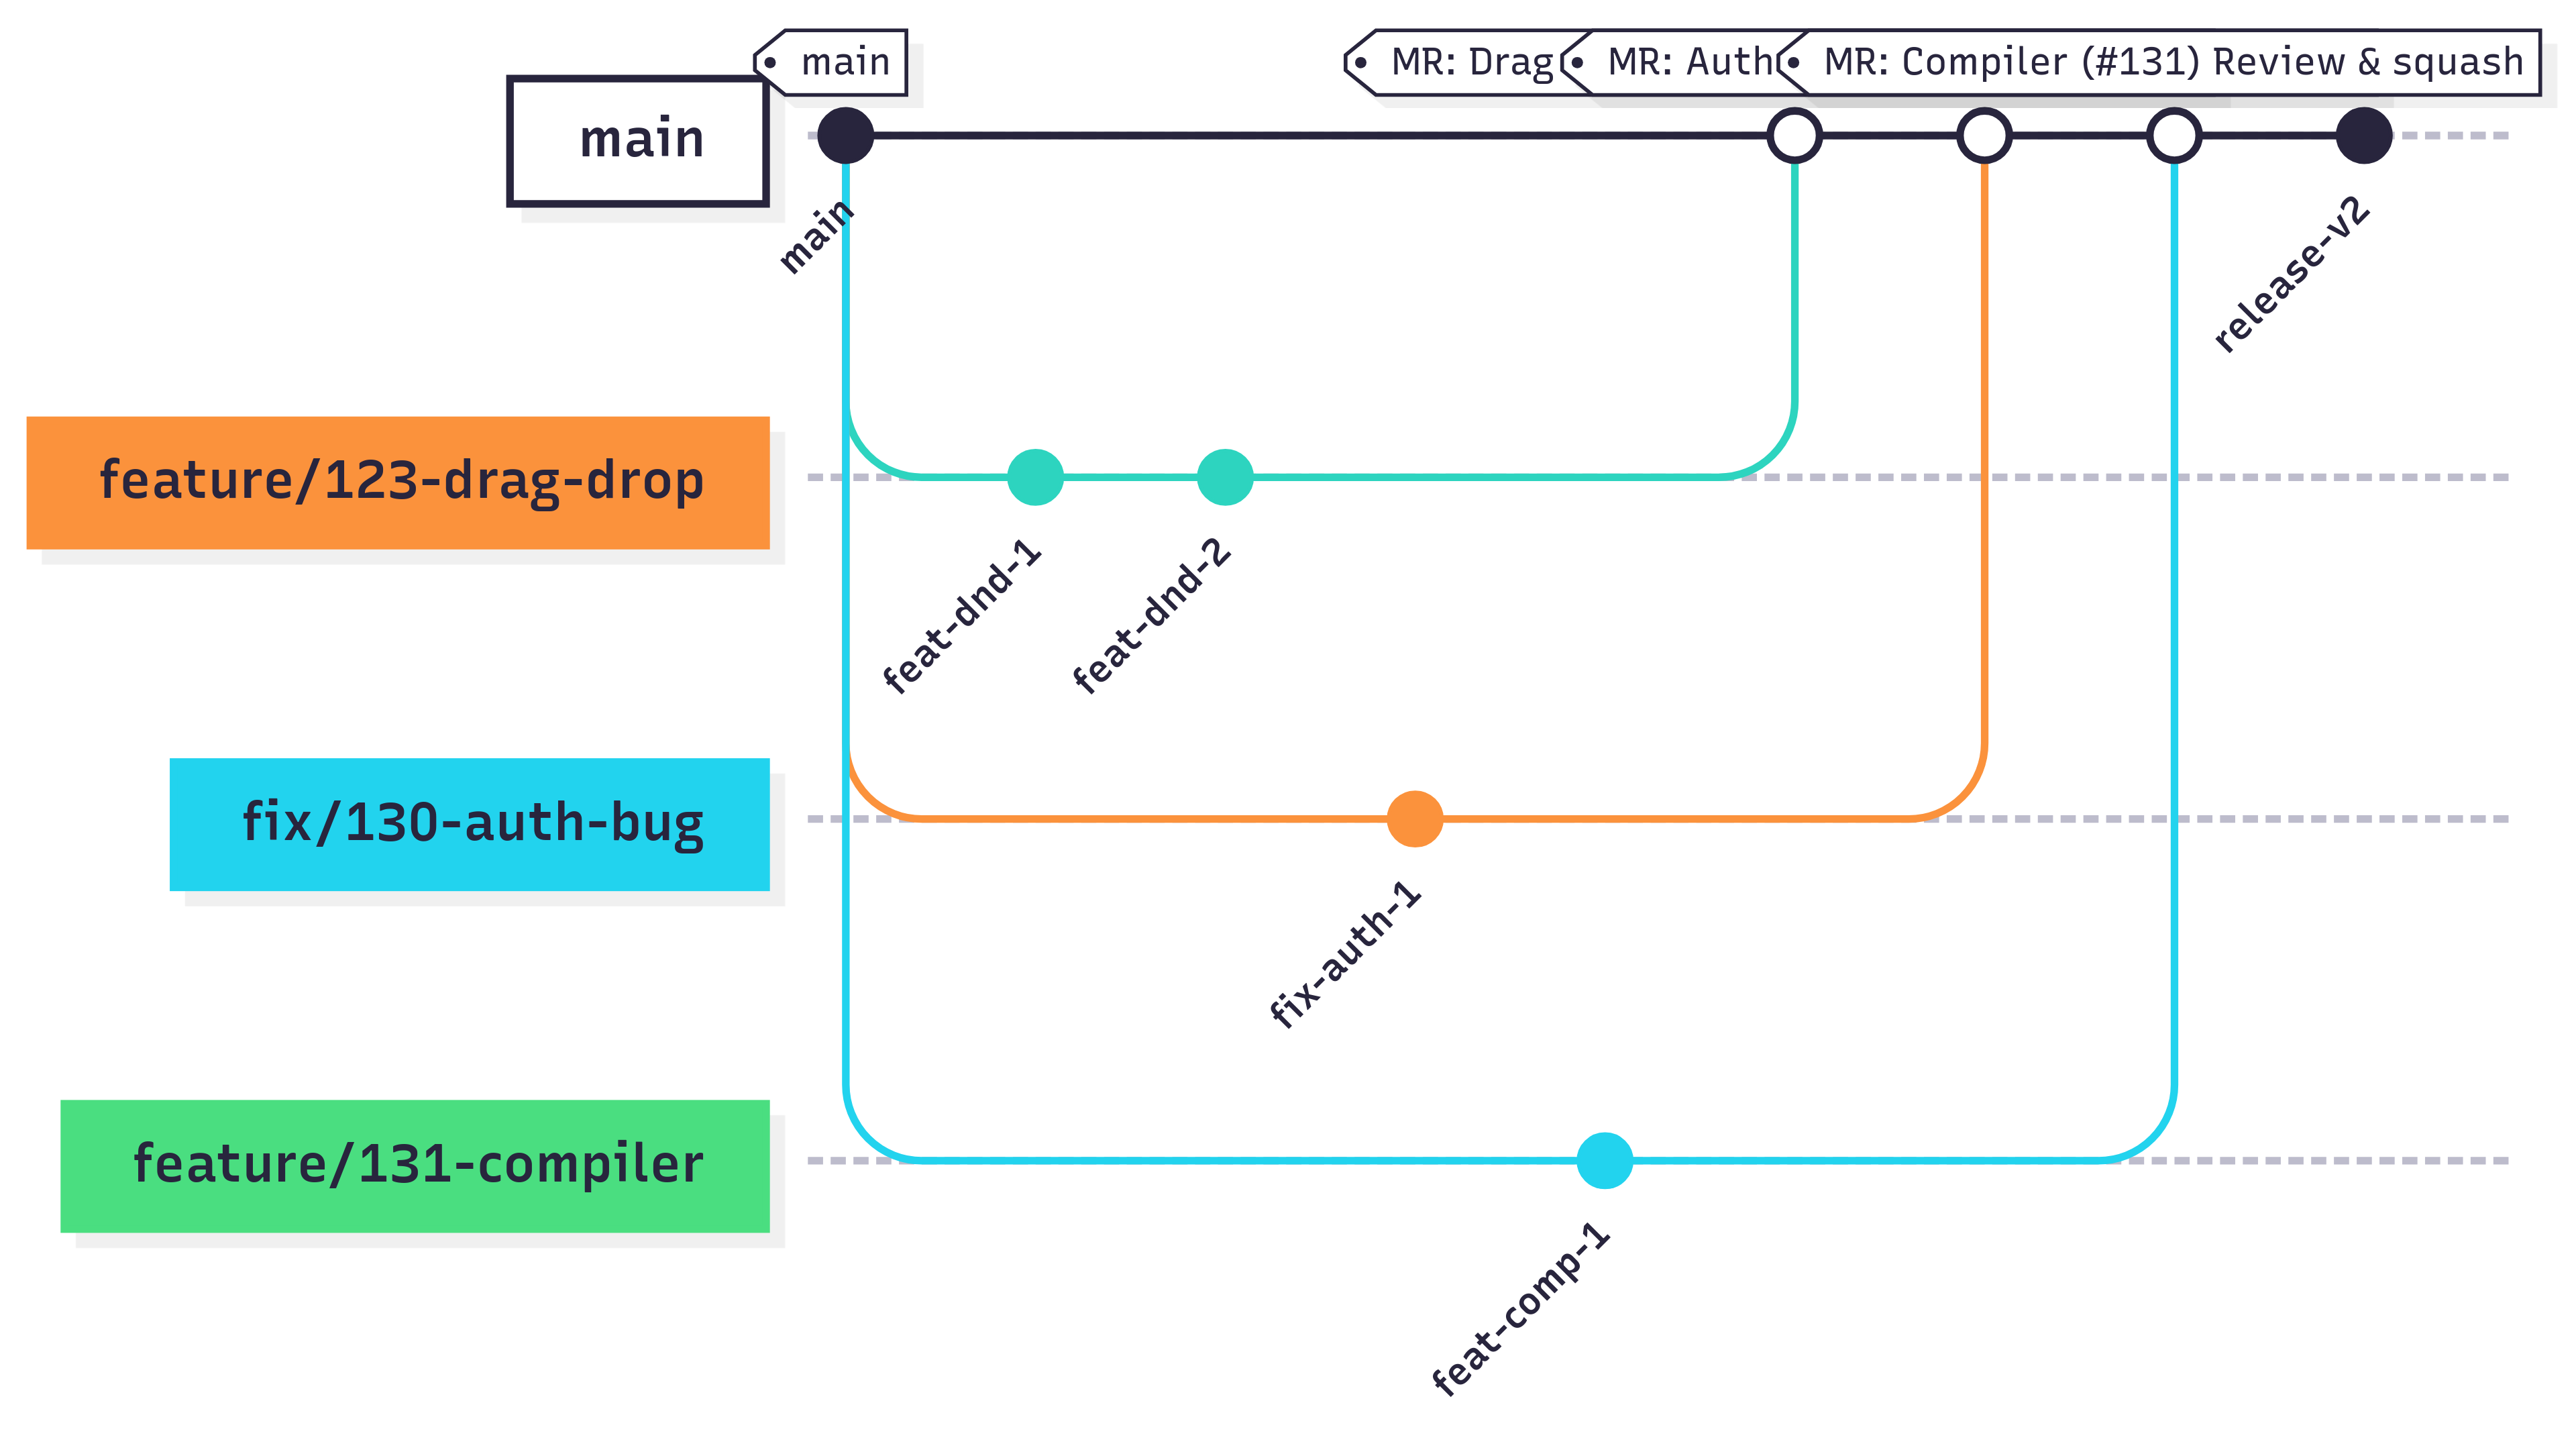 main
MR: Drag
MR: Auth
MR: Compiler (#131) Review & squash
main
main
release-v2
feature/123-drag-drop
feat-dnd-1
feat-dnd-2
fix/130-auth-bug
fix-auth-1
feature/131-compiler
feat-comp-1